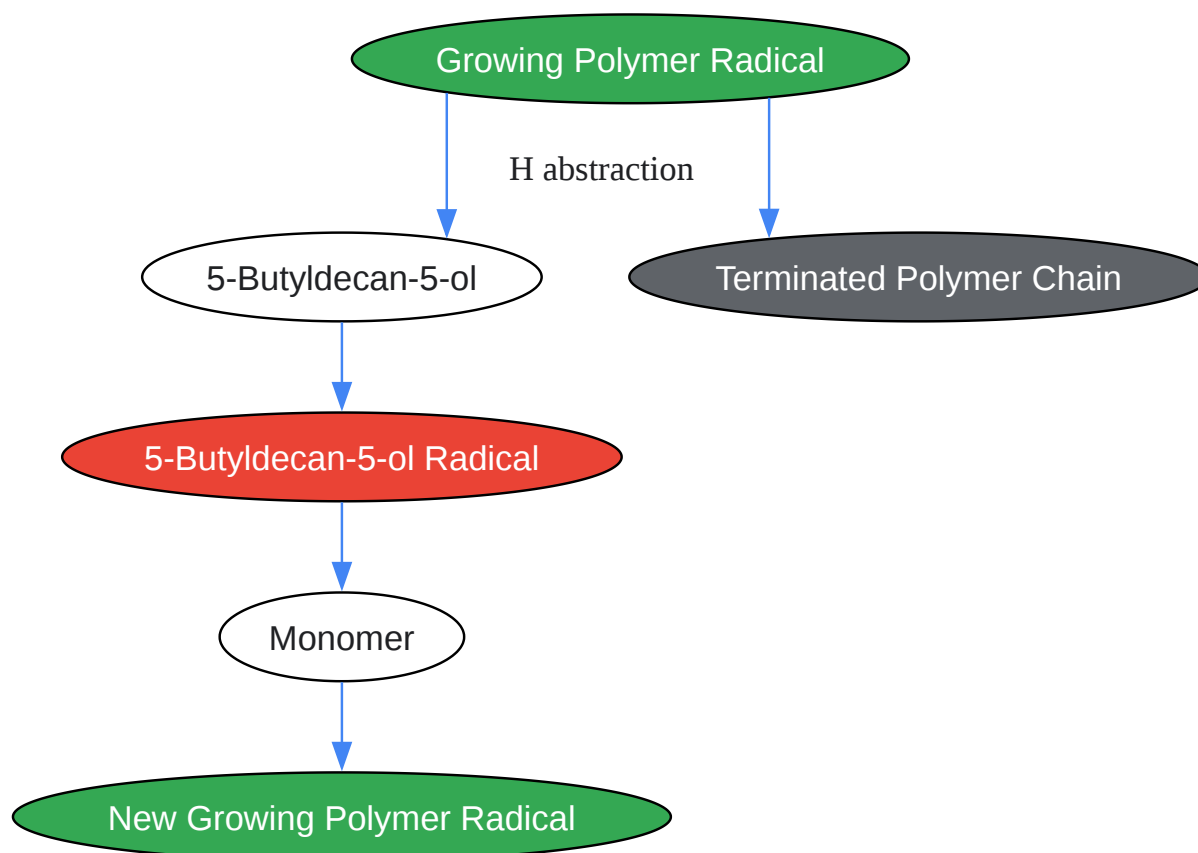 Growing Polymer Radical
H abstraction
5-Butyldecan-5-ol
Terminated Polymer Chain
5-Butyldecan-5-ol Radical
Monomer
New Growing Polymer Radical